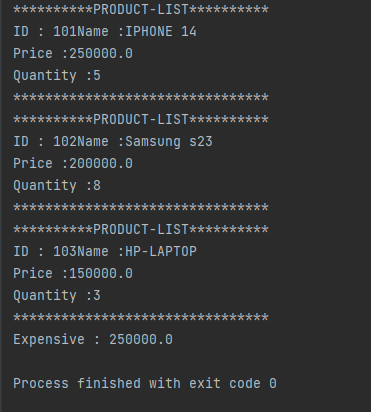 **********PRODUCT-LIST**********
ID : 101Name :IPHONE 14
Price :250000.0
Quantity :5
********************************
**********PRODUCT-LIST**********
ID : 102Name :Samsung s23
Price :200000.0
Quantity :8
********************************
**********PRODUCT-LIST**********
ID : 103Name :HP-LAPTOP
Price :150000.0
Quantity :3
********************************
Expensive : 250000.0
Process finished with exit code 0